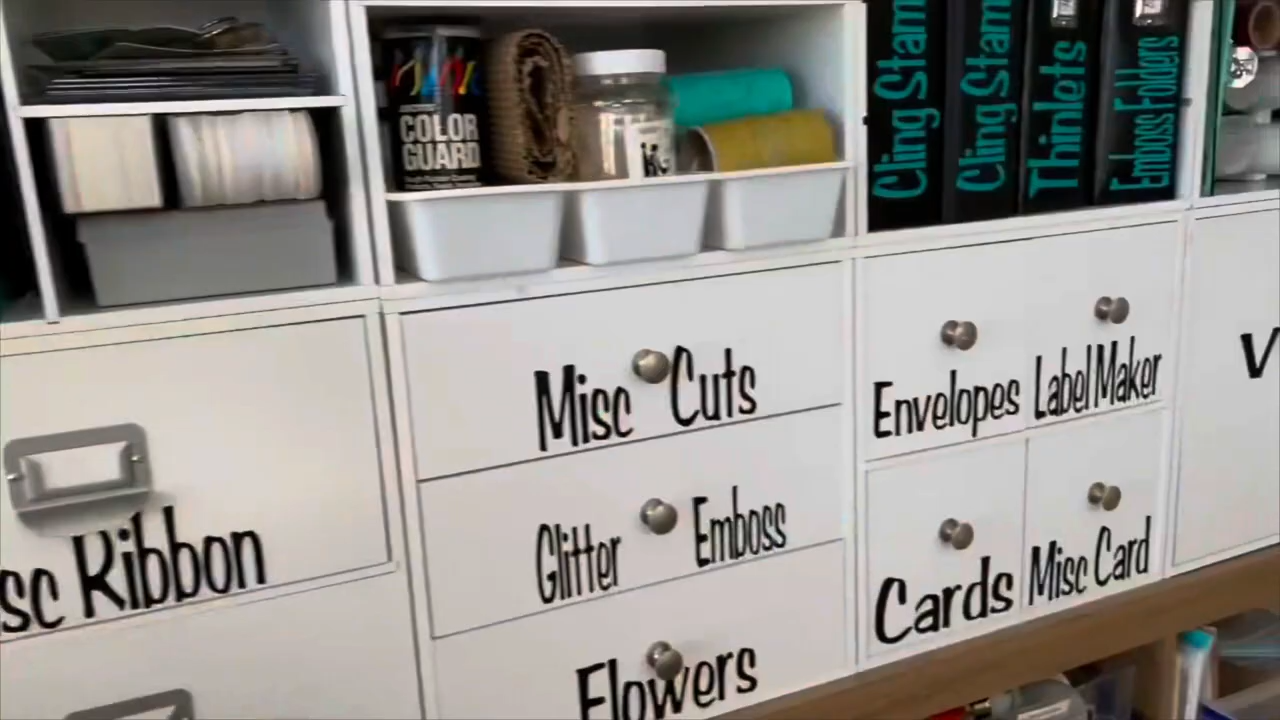 COLOR
GUARD
Cling Stam
Cling Stam
Thinlets
Emboss Folders
Misc Cuts
Envelopes
Label Maker
sc Ribbon
Glitter Emboss
Cards
Misc Card
Flowers
V